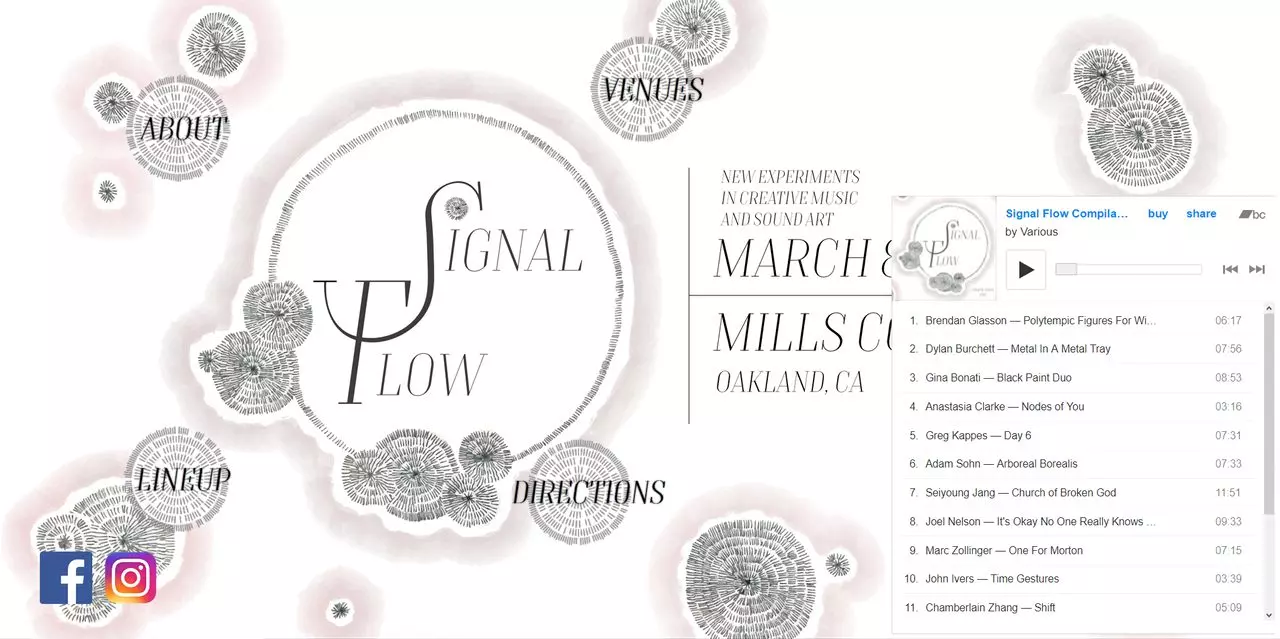 ABOUT
VENUES
SIGNAL
FLOW
NEW EXPERIMENTS
IN CREATIVE MUSIC
AND SOUND ART
MARCH
MILLS
OAKLAND, CA
LINEUP
DIRECTIONS
SIGNAL
FLOW
Signal Flow Compila... buy share bc
by Various
1. Brendan Glasson — Polytempic Figures For Wi... 06:17
2. Dylan Burchett — Metal In A Metal Tray 07:56
3. Gina Bonati — Black Paint Duo 08:53
4. Anastasia Clarke — Nodes of You 03:16
5. Greg Kappes — Day 6 07:31
6. Adam Sohn — Arboreal Borealis 07:33
7. Seiyoung Jang — Church of Broken God 11:51
8. Joel Nelson — It's Okay No One Really Knows ... 09:33
9. Marc Zollinger — One For Morton 07:15
10. John Ivers — Time Gestures 03:39
11. Chamberlain Zhang — Shift 05:09